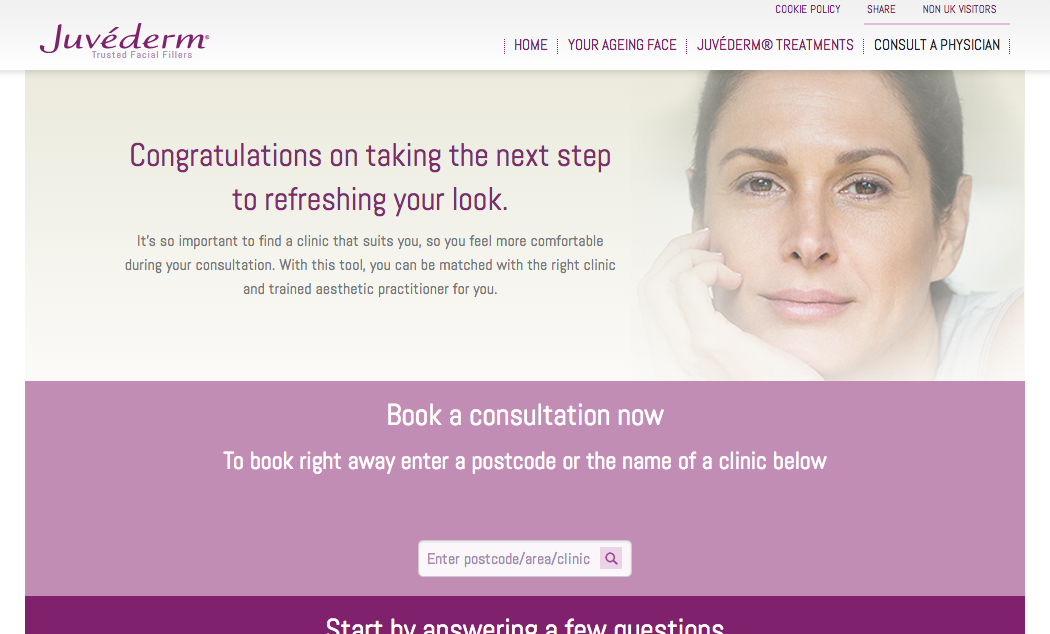 COOKIE POLICY SHARE NON UK VISITORS
Juvéderm®
Trusted Facial Fillers
HOME YOUR AGEING FACE JUVÉDERM® TREATMENTS CONSULT A PHYSICIAN
Congratulations on taking the next step
to refreshing your look.
It's so important to find a clinic that suits you, so you feel more comfortable
during your consultation. With this tool, you can be matched with the right clinic
and trained aesthetic practitioner for you.
Book a consultation now
To book right away enter a postcode or the name of a clinic below
Enter postcode/area/clinic
Start by answering a few questions